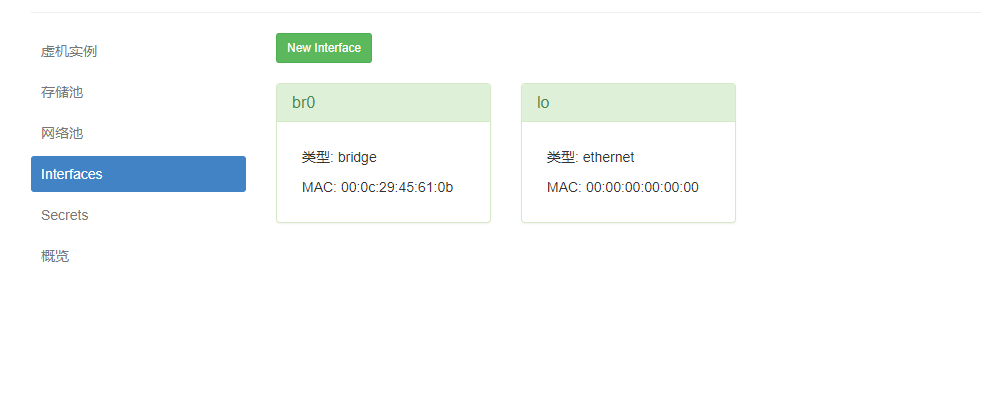 虚机实例
存储池
网络池
Interfaces
Secrets
概览
New Interface
br0
类型: bridge
MAC: 00:0c:29:45:61:0b
lo
类型: ethernet
MAC: 00:00:00:00:00:00